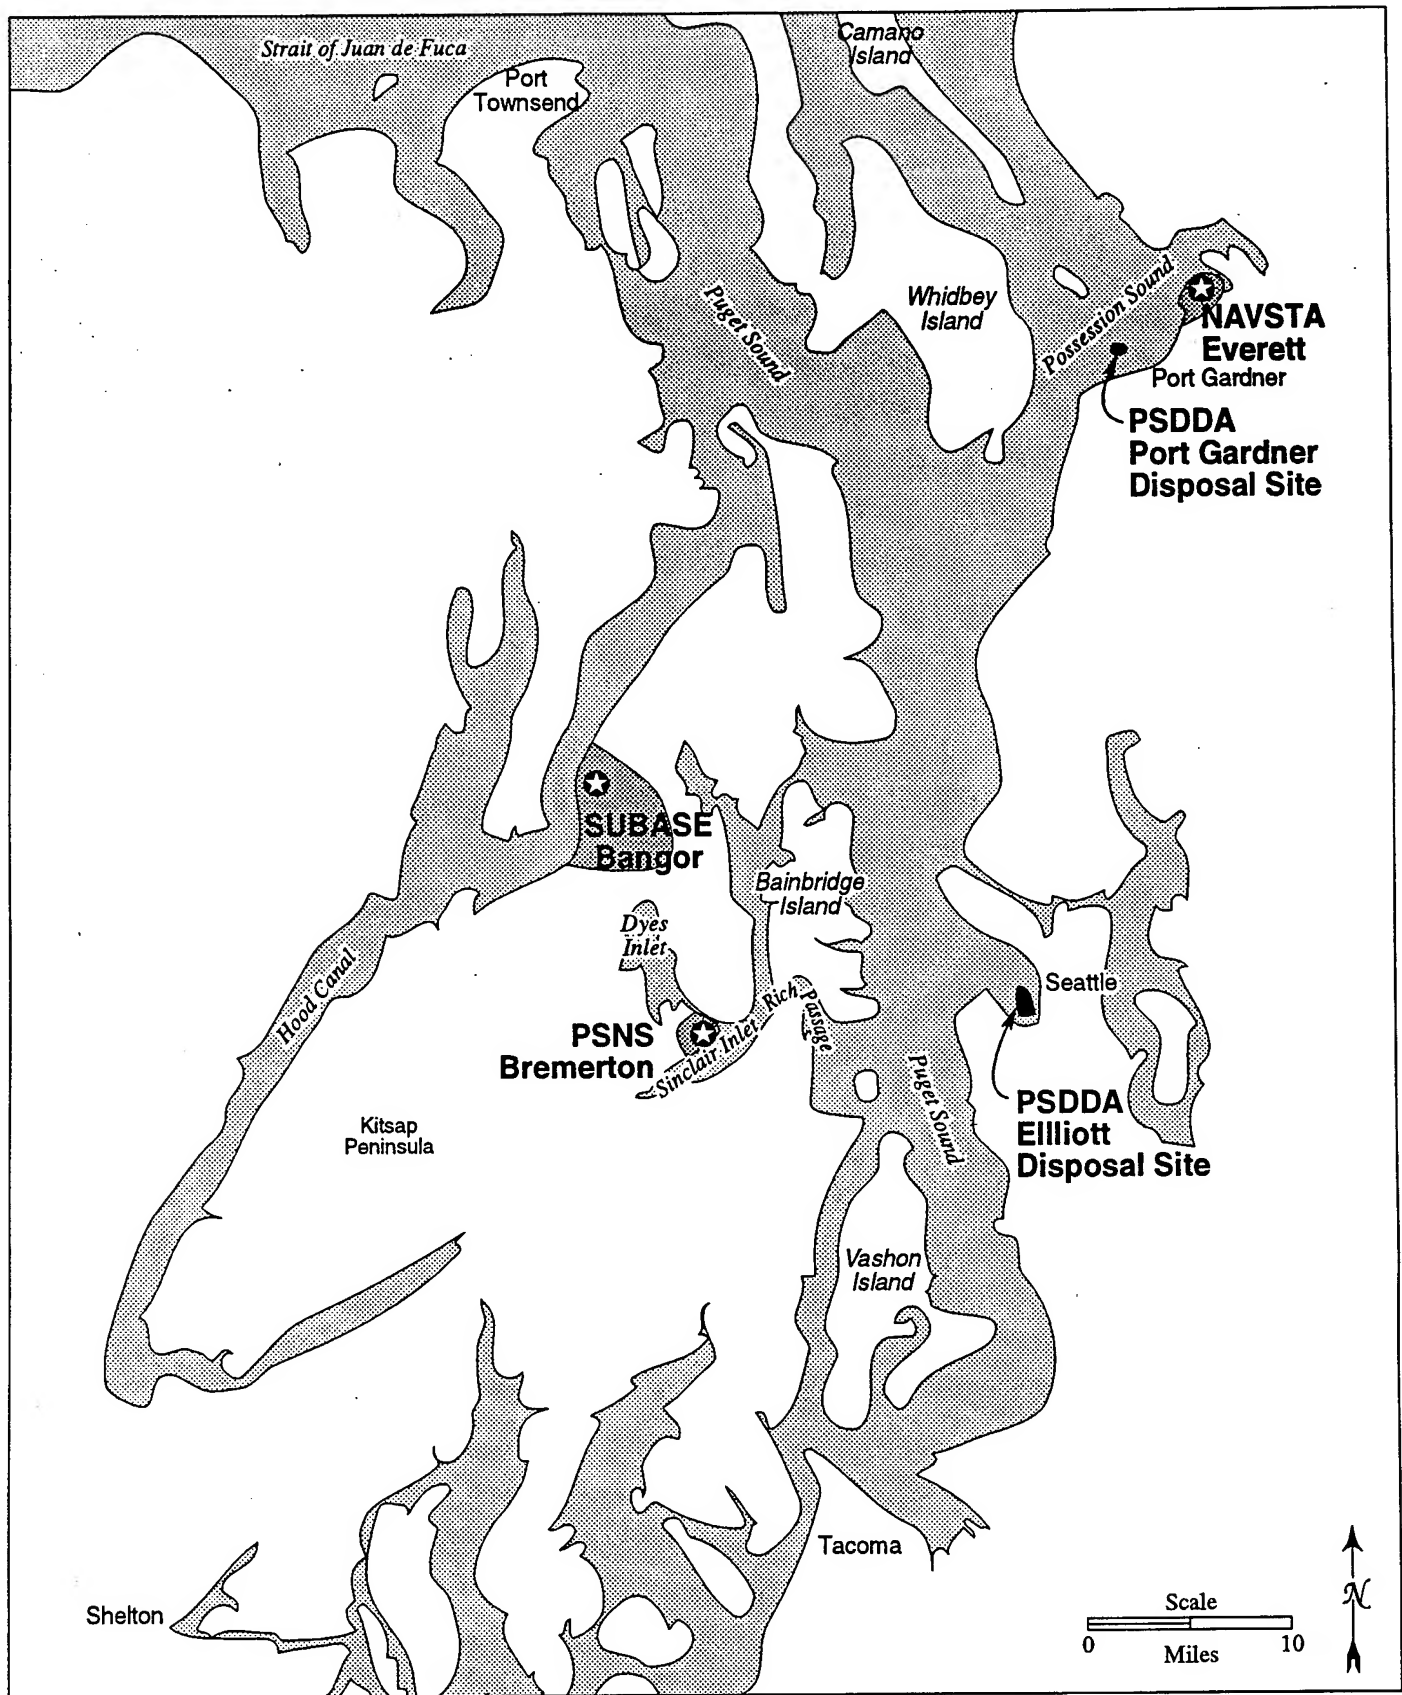 Strait of Juan de Fuca
Camano
Island
Port
Townsend
Puget Sound
Whidbey
Island
Possession Sound
NAVSTA
Everett
Port Gardner
PSDDA
Port Gardner
Disposal Site
SUBASE
Bangor
Bainbridge
Island
Dyes
Inlet
Hood Canal
Seattle
Rich Passage
PSNS
Bremerton
Sinclair Inlet
Puget Sound
PSDDA
Ellliott
Disposal Site
Kitsap
Peninsula
Vashon
Island
Tacoma
Shelton
Scale
0 10
Miles
N